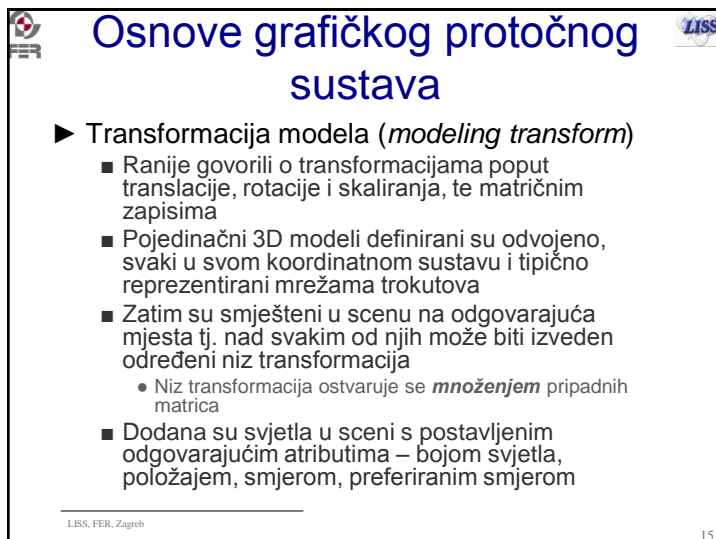 FER
Osnove grafičkog protočnog
sustava
LISS
► Transformacija modela (modeling transform)
■ Ranije govorili o transformacijama poput
translacije, rotacije i skaliranja, te matričnim
zapisima
■ Pojedinačni 3D modeli definirani su odvojeno,
svaki u svom koordinatnom sustavu i tipično
reprezentirani mrežama trokutova
■ Zatim su smješteni u scenu na odgovarajuća
mjesta tj. nad svakim od njih može biti izveden
određeni niz transformacija
● Niz transformacija ostvaruje se množenjem pripadnih
matrica
■ Dodana su svjetla u sceni s postavljenim
odgovarajućim atributima – bojom svjetla,
položajem, smjerom, preferiranim smjerom
LISS, FER, Zagreb
15